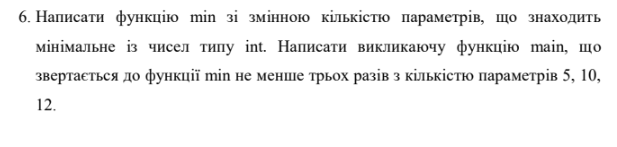 6. Написати функцію min зі змінною кількістю параметрів, що знаходить
мінімальне із чисел типу int. Написати викликаючу функцію main, що
звертається до функції min не менше трьох разів з кількістю параметрів 5, 10,
12.